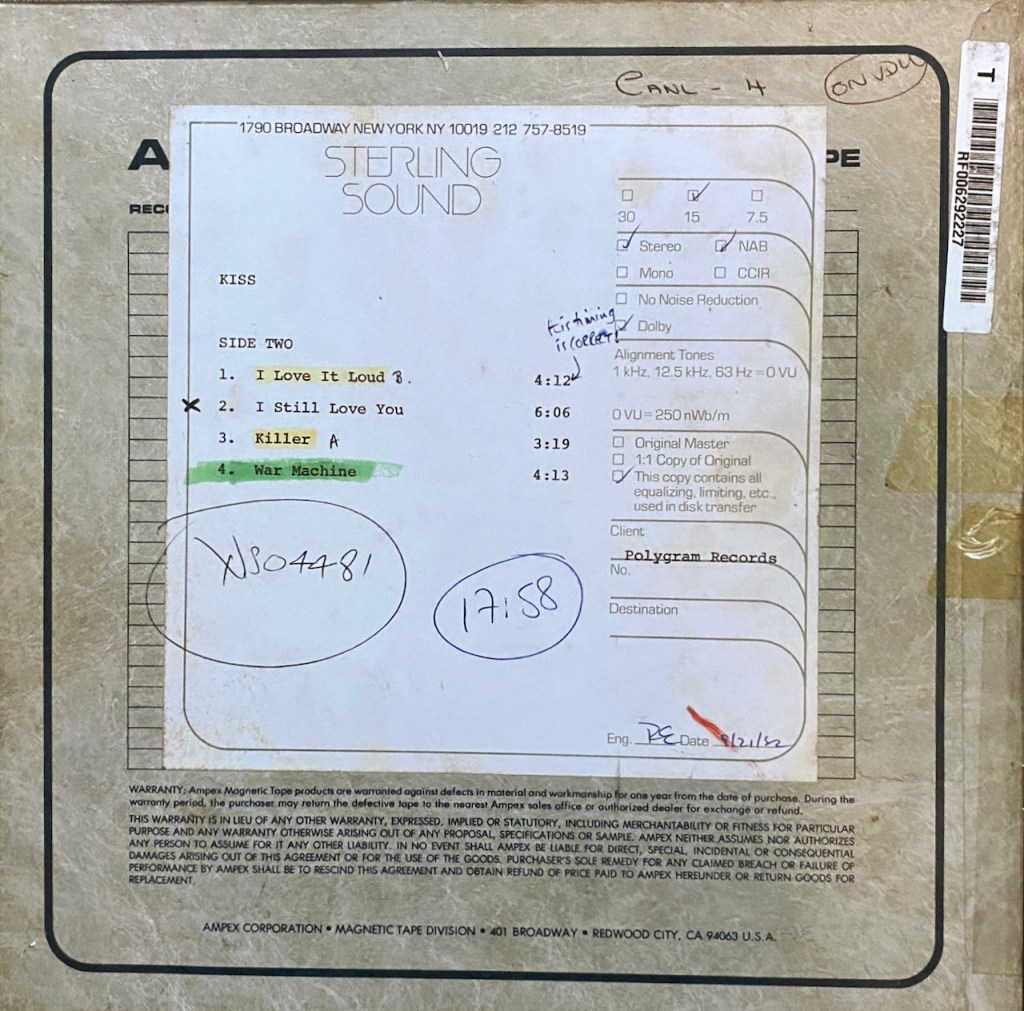 CANL - 4
ON VDU
T
RF006292227
A
PE
RECO
1790 BROADWAY NEW YORK NY 10019 212 757-8519
STERLING
SOUND
30 15 7.5
Stereo NAB
Mono CCIR
No Noise Reduction
Dolby
Alignment Tones
1 kHz, 12.5 kHz, 63 Hz = 0 VU
0 VU = 250 nWb/m
Original Master
1:1 Copy of Original
This copy contains all
equalizing, limiting, etc.,
used in disk transfer
Client
Polygram Records
No.
Destination
Eng. RE Date 9/21/82
KISS
SIDE TWO
this timing
is correct!
1. I Love It Loud B. 4:12
X 2. I Still Love You 6:06
3. Killer A 3:19
4. War Machine 4:13
17:58
WARRANTY: Ampex Magnetic Tape products are warranted against defects in material and workmanship for one year from the date of purchase. During the
warranty period, the purchaser may return the defective tape to the nearest Ampex sales office or authorized dealer for exchange or refund.
THIS WARRANTY IS IN LIEU OF ANY OTHER WARRANTY, EXPRESSED, IMPLIED OR STATUTORY, INCLUDING MERCHANTABILITY OR FITNESS FOR PARTICULAR
PURPOSE AND ANY WARRANTY OTHERWISE ARISING OUT OF ANY PROPOSAL, SPECIFICATIONS OR SAMPLE. AMPEX NEITHER ASSUMES NOR AUTHORIZES
ANY PERSON TO ASSUME FOR IT ANY OTHER LIABILITY. IN NO EVENT SHALL AMPEX BE LIABLE FOR DIRECT, SPECIAL, INCIDENTAL OR CONSEQUENTIAL
DAMAGES ARISING OUT OF THIS AGREEMENT OR FOR THE USE OF THE GOODS. PURCHASER'S SOLE REMEDY FOR ANY CLAIMED BREACH OR FAILURE OF
PERFORMANCE BY AMPEX SHALL BE TO RESCIND THIS AGREEMENT AND OBTAIN REFUND OF PRICE PAID TO AMPEX HEREUNDER OR RETURN GOODS FOR
REPLACEMENT.
AMPEX CORPORATION • MAGNETIC TAPE DIVISION • 401 BROADWAY • REDWOOD CITY, CA 94063 U.S.A.